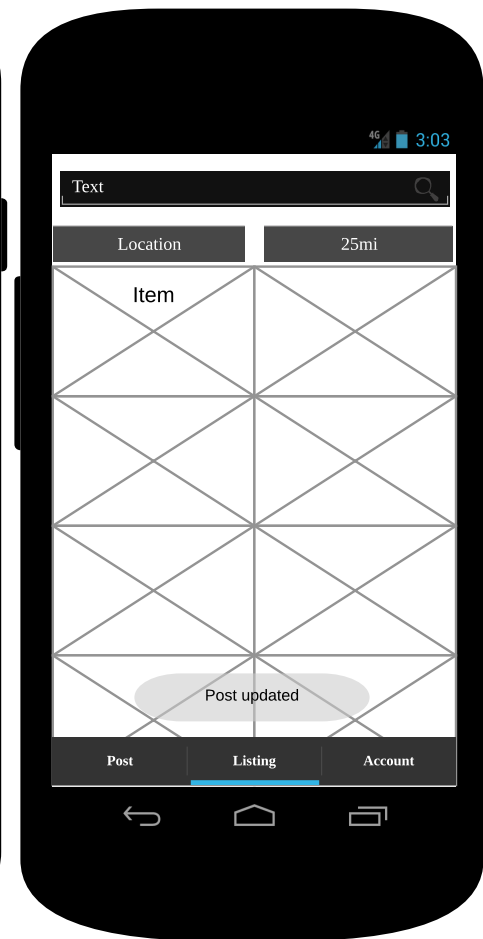 4G 3:03
Text
Location 25mi
Item
Post updated
Post Listing Account